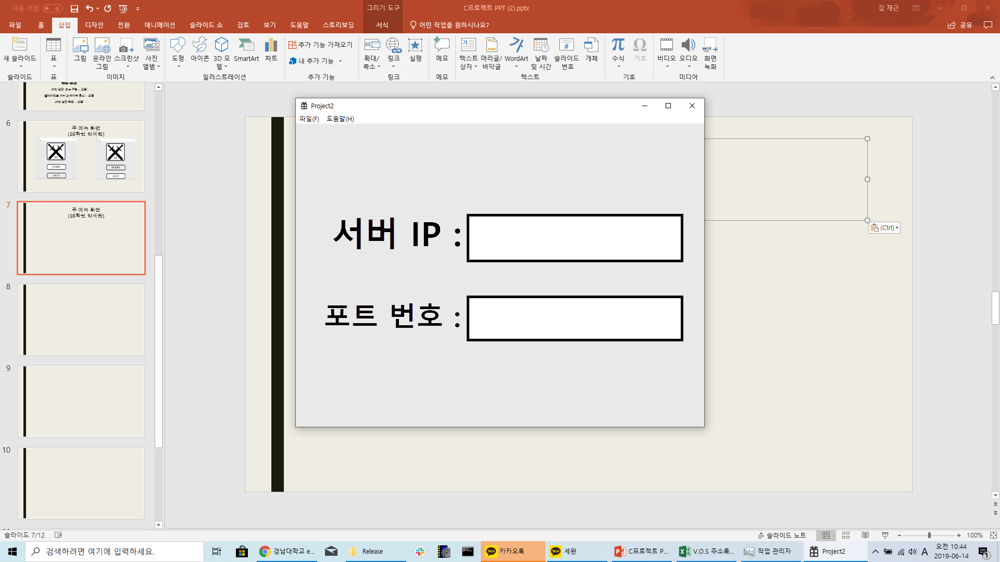 자동 저장 끔
그리기 도구
C프로젝트 PPT (2).pptx
김 재근
파일 홈 삽입 디자인 전환 애니메이션 슬라이드 쇼 검토 보기 도움말 스토리보딩 서식 어떤 작업을 원하시나요? 공유
새 슬라이드
표
그림
온라인 그림
스크린샷
사진 앨범
도형
아이콘
3D 모델
SmartArt
차트
추가 기능 가져오기
내 추가 기능
확대/축소
링크
실행
메모
텍스트 상자
머리글/바닥글
WordArt
날짜 및 시간
슬라이드 번호
개체
수식
기호
비디오
오디오
화면 녹화
슬라이드 표 이미지 일러스트레이션 추가 기능 링크 메모 텍스트 기호 미디어
6
주 메뉴 화면
(16학번 박세완)
VS VS
START START
EXIT EXIT
7
주 메뉴 화면
(16학번 박세완)
8
9
10
Project2
파일(F) 도움말(H)
서버 IP :
포트 번호 :
(Ctrl)
슬라이드 7/12
슬라이드 노트
100%
검색하려면 여기에 입력하세요.
경남대학교 e...
Release
카카오톡
세완
C프로젝트 P...
V.O.S 주소록...
작업 관리자
Project2
A
오전 10:44
2019-06-14
1